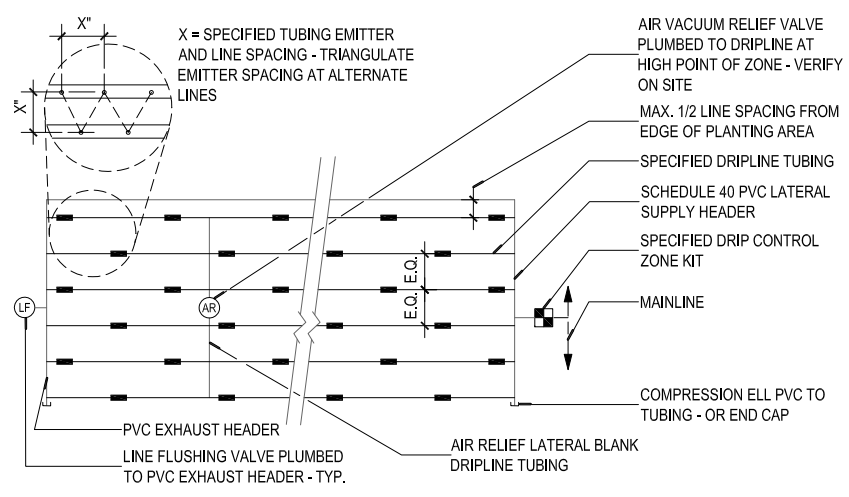 X"
X"
X = SPECIFIED TUBING EMITTER
AND LINE SPACING - TRIANGULATE
EMITTER SPACING AT ALTERNATE
LINES
AIR VACUUM RELIEF VALVE
PLUMBED TO DRIPLINE AT
HIGH POINT OF ZONE - VERIFY
ON SITE
MAX. 1/2 LINE SPACING FROM
EDGE OF PLANTING AREA
SPECIFIED DRIPLINE TUBING
SCHEDULE 40 PVC LATERAL
SUPPLY HEADER
SPECIFIED DRIP CONTROL
ZONE KIT
MAINLINE
E.Q.
E.Q.
LF
AR
COMPRESSION ELL PVC TO
TUBING - OR END CAP
PVC EXHAUST HEADER
LINE FLUSHING VALVE PLUMBED
TO PVC EXHAUST HEADER - TYP.
AIR RELIEF LATERAL BLANK
DRIPLINE TUBING